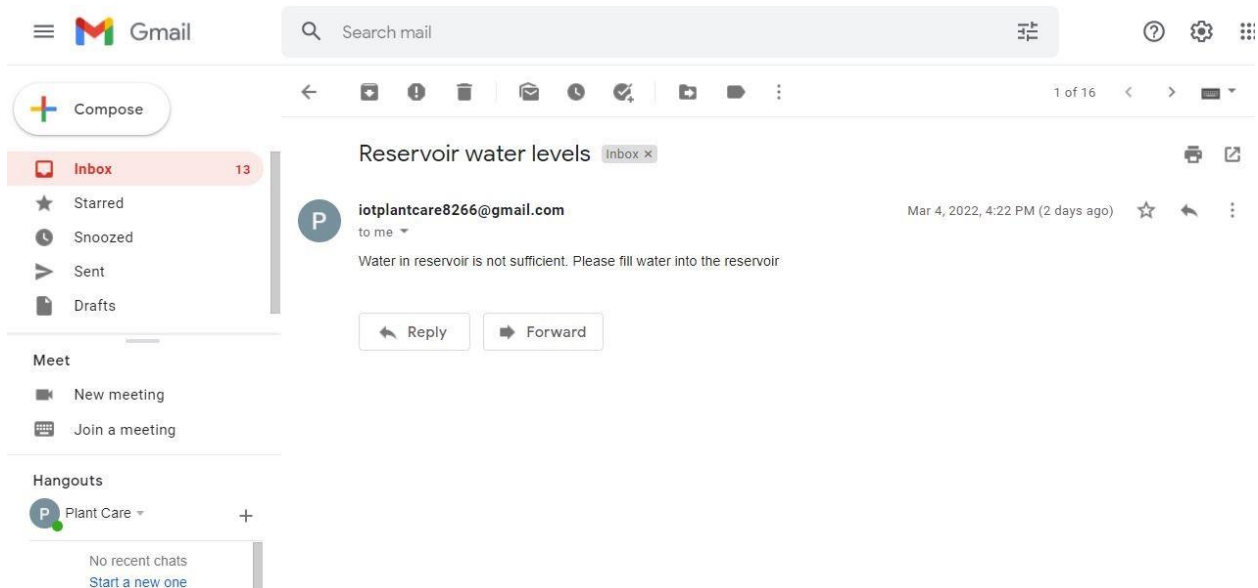 Gmail
Search mail
Compose
1 of 16
Inbox 13
Starred
Snoozed
Sent
Drafts
Reservoir water levels Inbox ×
P
iotplantcare8266@gmail.com
Mar 4, 2022, 4:22 PM (2 days ago)
to me
Water in reservoir is not sufficient. Please fill water into the reservoir
Reply
Forward
Meet
New meeting
Join a meeting
Hangouts
P Plant Care +
No recent chats
Start a new one